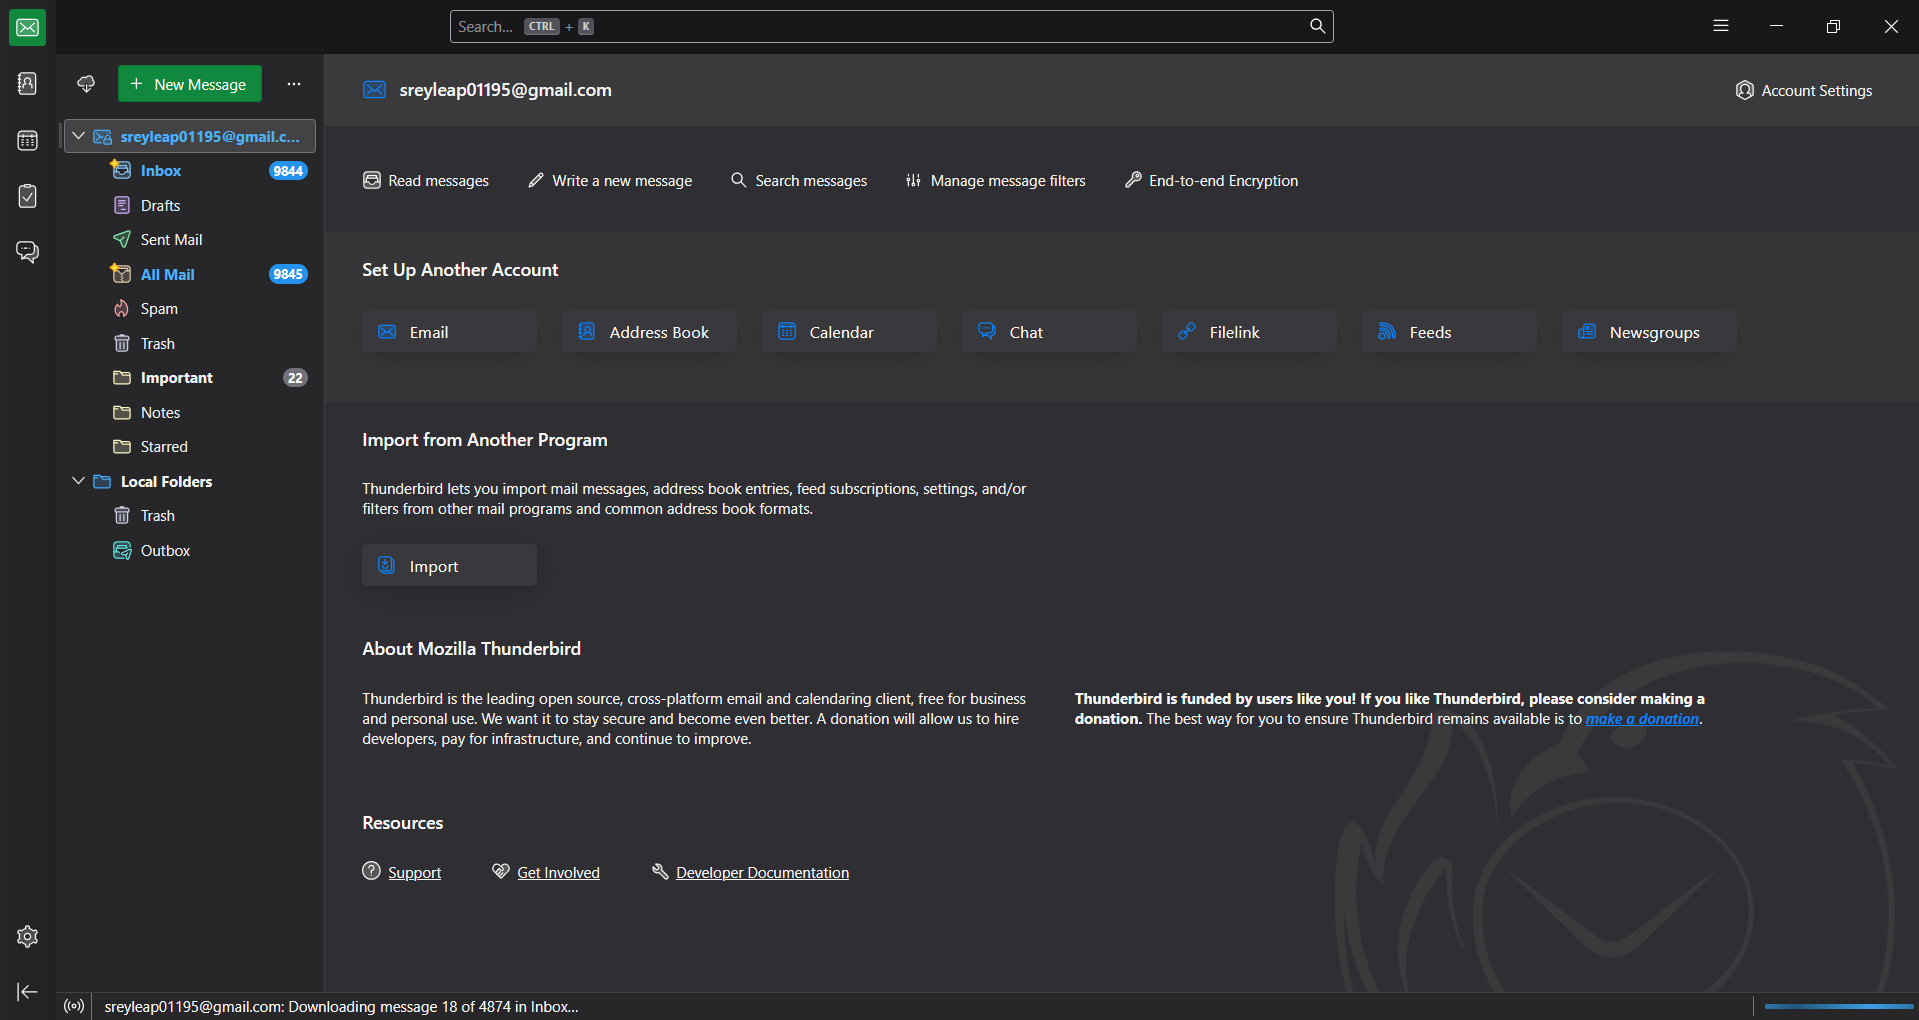 Search... CTRL + K
New Message
sreyleap01195@gmail.c...
Inbox 9844
Drafts
Sent Mail
All Mail 9845
Spam
Trash
Important 22
Notes
Starred
Local Folders
Trash
Outbox
sreyleap01195@gmail.com
Account Settings
Read messages
Write a new message
Search messages
Manage message filters
End-to-end Encryption
Set Up Another Account
Email
Address Book
Calendar
Chat
Filelink
Feeds
Newsgroups
Import from Another Program
Thunderbird lets you import mail messages, address book entries, feed subscriptions, settings, and/or
filters from other mail programs and common address book formats.
Import
About Mozilla Thunderbird
Thunderbird is the leading open source, cross-platform email and calendaring client, free for business
and personal use. We want it to stay secure and become even better. A donation will allow us to hire
developers, pay for infrastructure, and continue to improve.
Thunderbird is funded by users like you! If you like Thunderbird, please consider making a
donation. The best way for you to ensure Thunderbird remains available is to make a donation.
Resources
Support
Get Involved
Developer Documentation
sreyleap01195@gmail.com: Downloading message 18 of 4874 in Inbox...